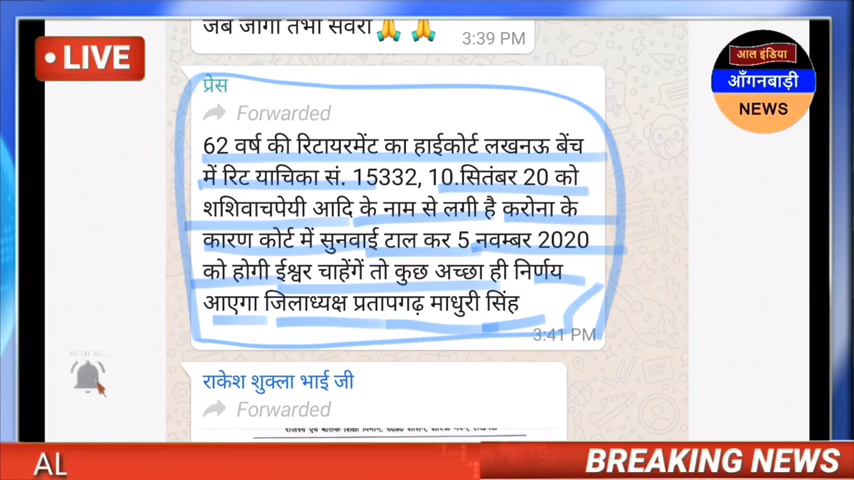 जब जागो तभी सवेरा🙏 🙏
3:39 PM
• LIVE
आल इंडिया
आँगनबाड़ी
NEWS
प्रेस
Forwarded
62 वर्ष की रिटायरमेंट का हाईकोर्ट लखनऊ बेंच
में रिट याचिका सं. 15332, 10.सितंबर 20 को
शशिवाचपेयी आदि के नाम से लगी है करोना के
कारण कोर्ट में सुनवाई टाल कर 5 नवम्बर 2020
को होगी ईश्वर चाहेंगें तो कुछ अच्छा ही निर्णय
आएगा जिलाध्यक्ष प्रतापगढ़ माधुरी सिंह
3:41 PM
राकेश शुक्ला भाई जी
Forwarded
AL
BREAKING NEWS